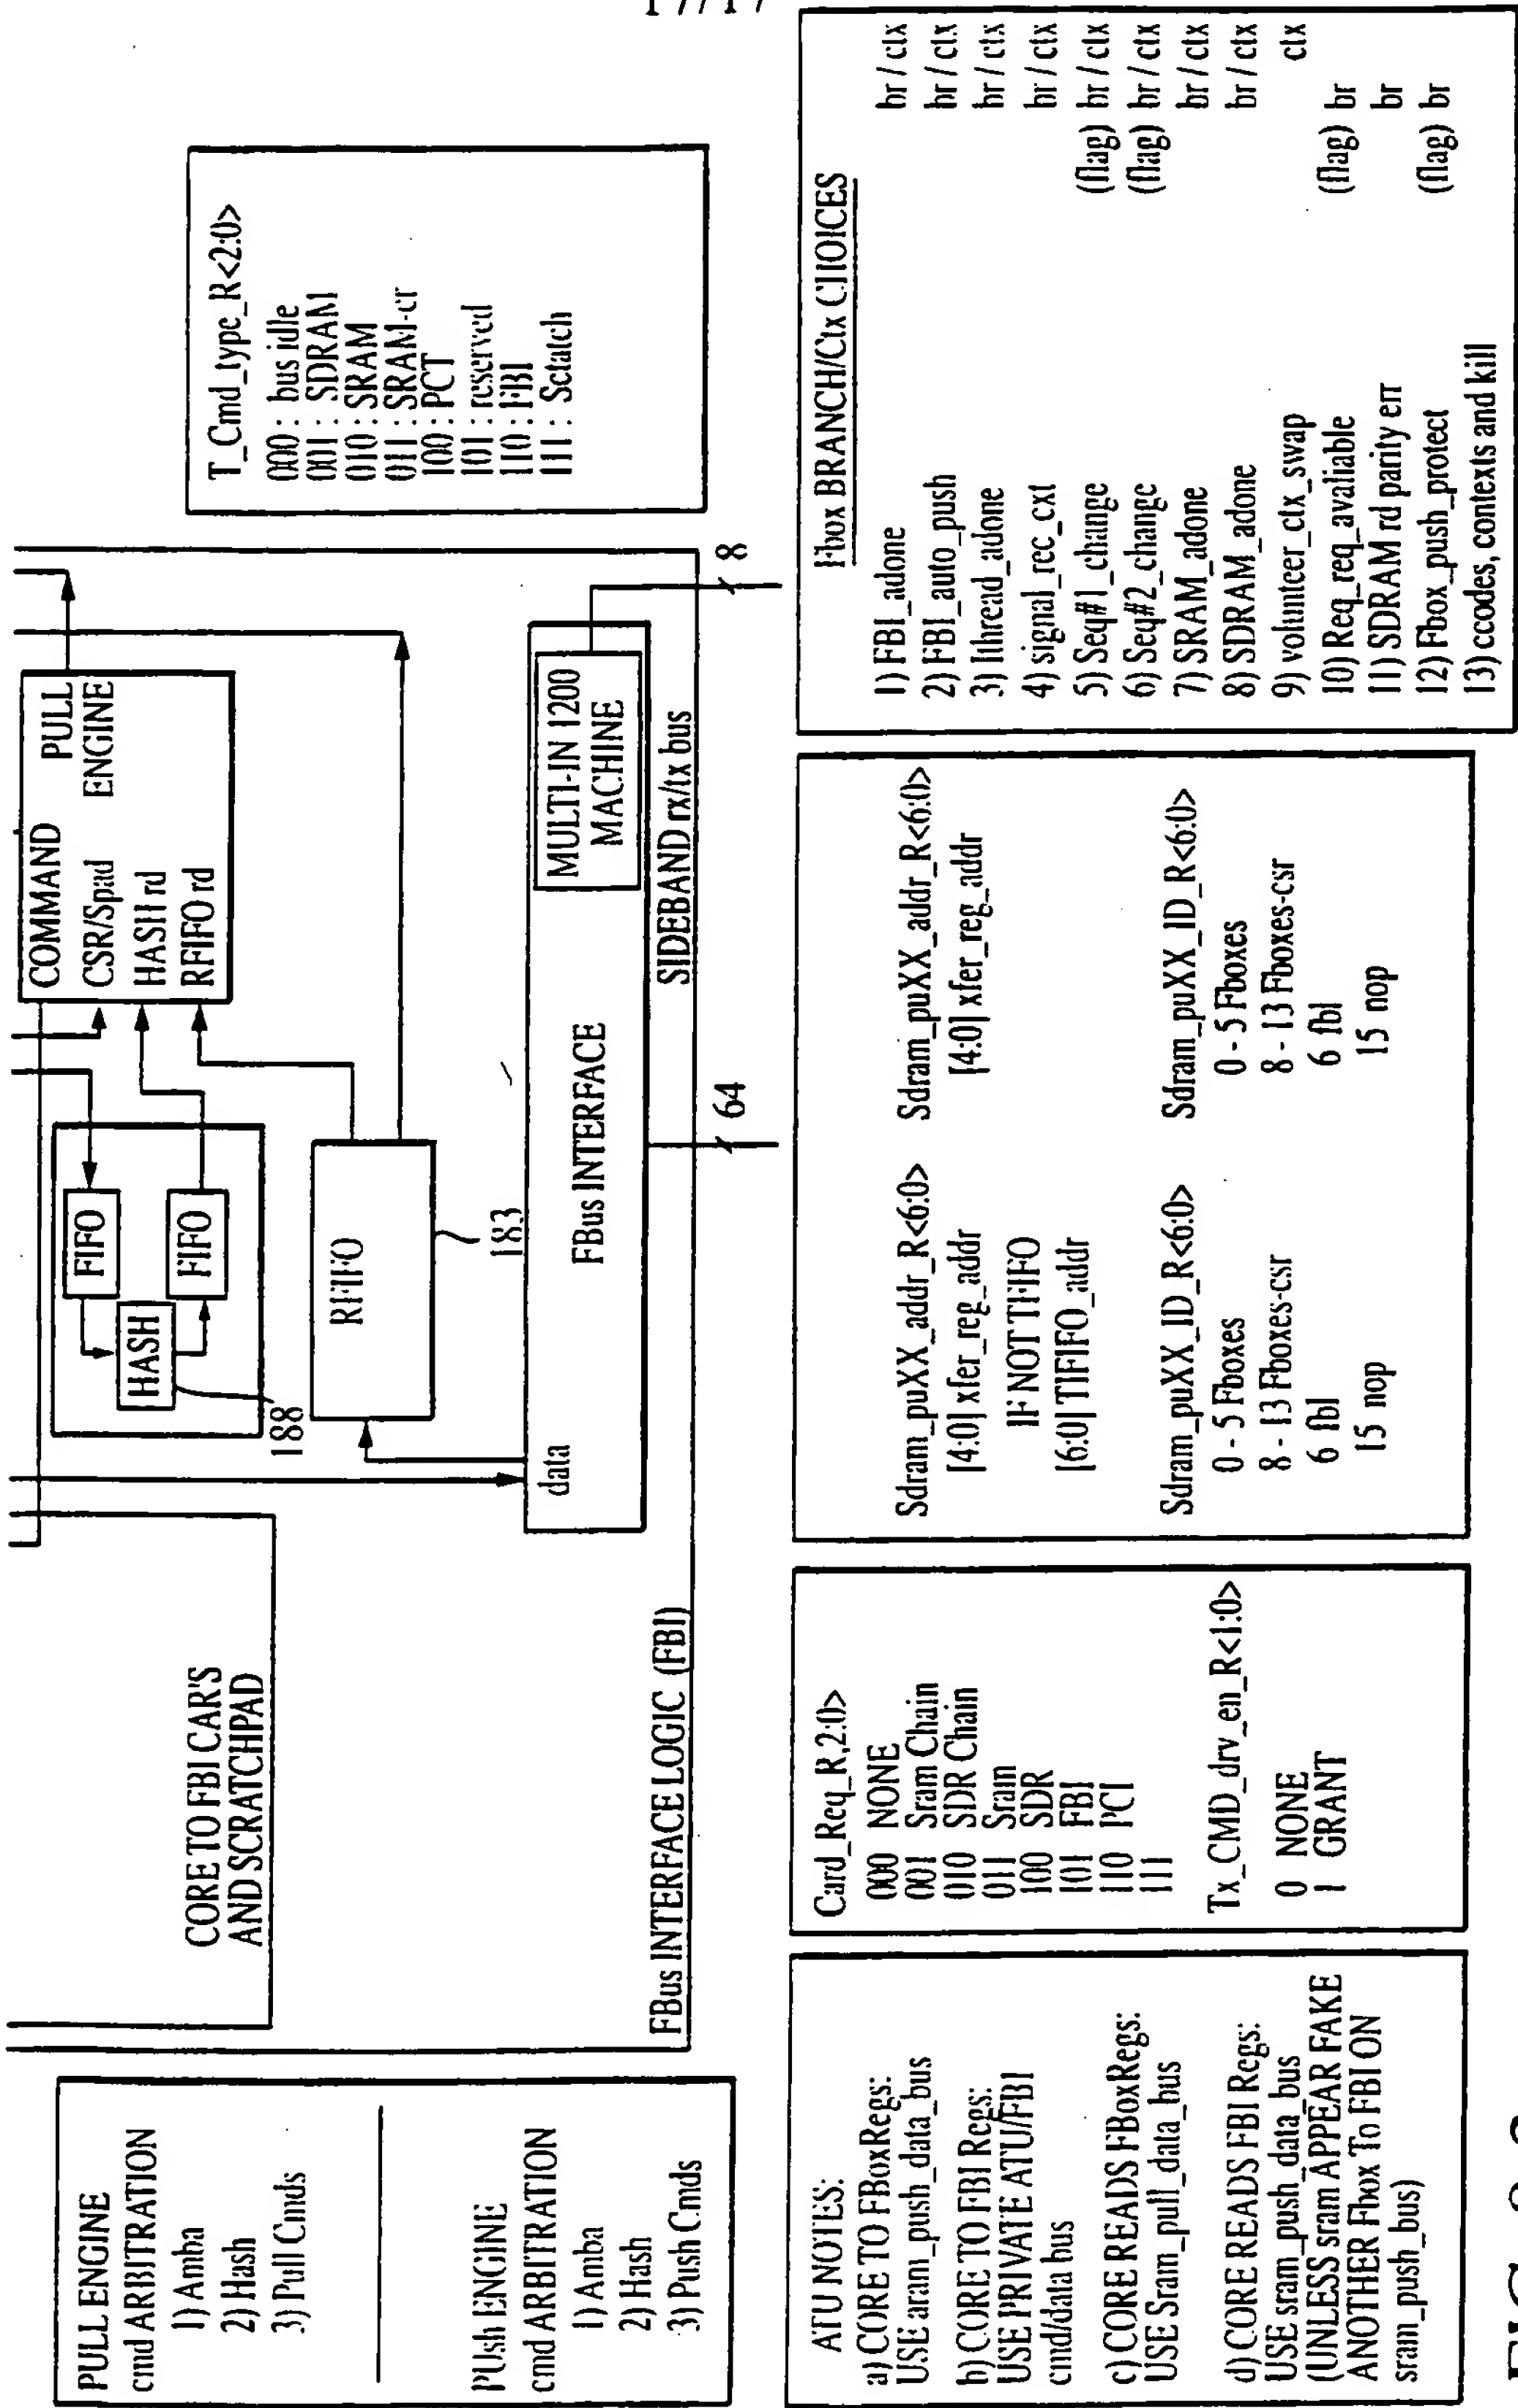 17/17
PULL ENGINE
cmd ARBITRATION
1) Amba
2) Hash
3) Pull Cmds
PUsh ENGINE
cmd ARBITRATION
1) Amba
2) Hash
3) Push Cmds
CORE TO FBI CAR'S
AND SCRATCHPAD
FBus INTERFACE LOGIC (FBI)
FIFO
HASH
FIFO
188
COMMAND
PULL
ENGINE
CSR/Spad
HASH rd
RFIFO rd
RFIFO
183
data
FBus INTERFACE
MULTI-IN 1200
MACHINE
SIDEBAND rx/tx bus
64
8
T_Cmd_type_R<2:0>
000 : bus idle
001 : SDRAM
010 : SRAM
011 : SRAM-cr
100 : PCT
101 : reserved
110 : FBI
111 : Sctatch
ATU NOTES:
a) CORE TO FBoxRegs:
USE aram_push_data_bus
b) CORE TO FBI Regs:
USE PRIVATE ATU/FBI
cmd/data bus
c) CORE READS FBoxRegs:
USE Sram_pull_data_bus
d) CORE READS FBI Regs:
USE sram_push_data_bus
(UNLESS sram APPEAR FAKE
ANOTHER Fbox To FBI ON
sram_push_bus)
Card_Req_R,2:0>
000 NONE
001 Sram Chain
010 SDR Chain
011 Sram
100 SDR
101 FBI
110 PCI
111
Tx_CMD_drv_en_R<1:0>
0 NONE
1 GRANT
Sdram_puXX_addr_R<6:0>
[4:0] xfer_reg_addr
IF NOT TFIFO
[6:0] TIFIFO_addr
Sdram_puXX_ID_R<6:0>
0 - 5 Fboxes
8 - 13 Fboxes-csr
6 fbl
15 nop
Sdram_puXX_addr_R<6:0>
[4:0] xfer_reg_addr
Sdram_puXX_ID_R<6:0>
0 - 5 Fboxes
8 - 13 Fboxes-csr
6 fbl
15 nop
Fbox BRANCH/Ctx CHOICES
1) FBI_adone br / ctx
2) FBI_auto_push br / ctx
3) Ithread_adone br / ctx
4) signal_rec_cxt br / ctx
5) Seq#1_change (flag) br / ctx
6) Seq#2_change (flag) br / ctx
7) SRAM_adone br / ctx
8) SDRAM_adone br / ctx
9) volunteer_ctx_swap ctx
10) Req_req_avaliable (flag) br
11) SDRAM rd parity err br
12) Fbox_push_protect (flag) br
13) ccodes, contexts and kill